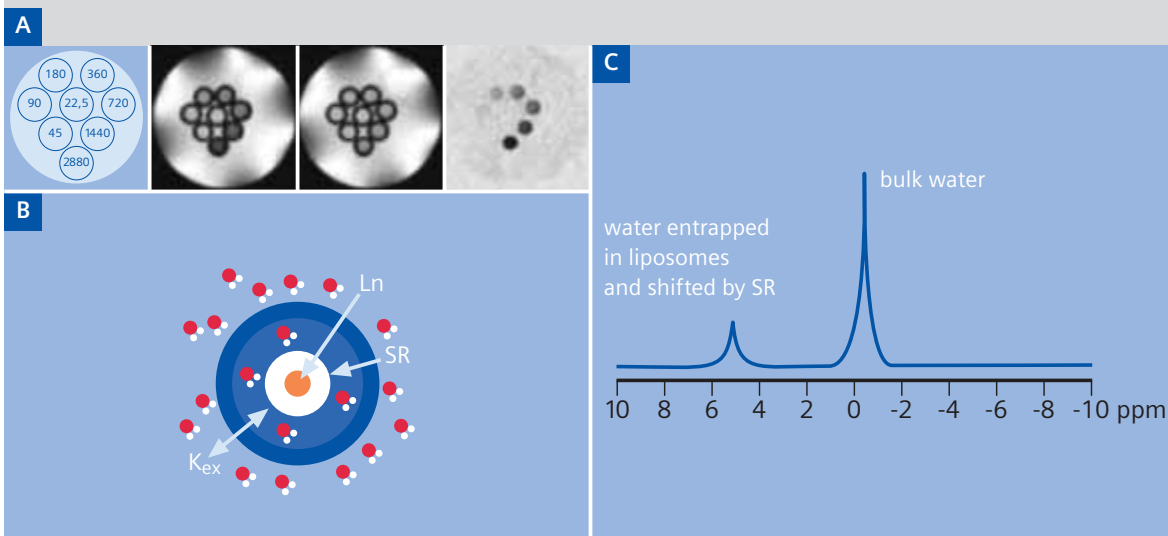 A
180 360
90 22,5 720
45 1440
2880
B
Ln
SR
Kex
C
bulk water
water entrapped
in liposomes
and shifted by SR
10 8 6 4 2 0 -2 -4 -6 -8 -10 ppm